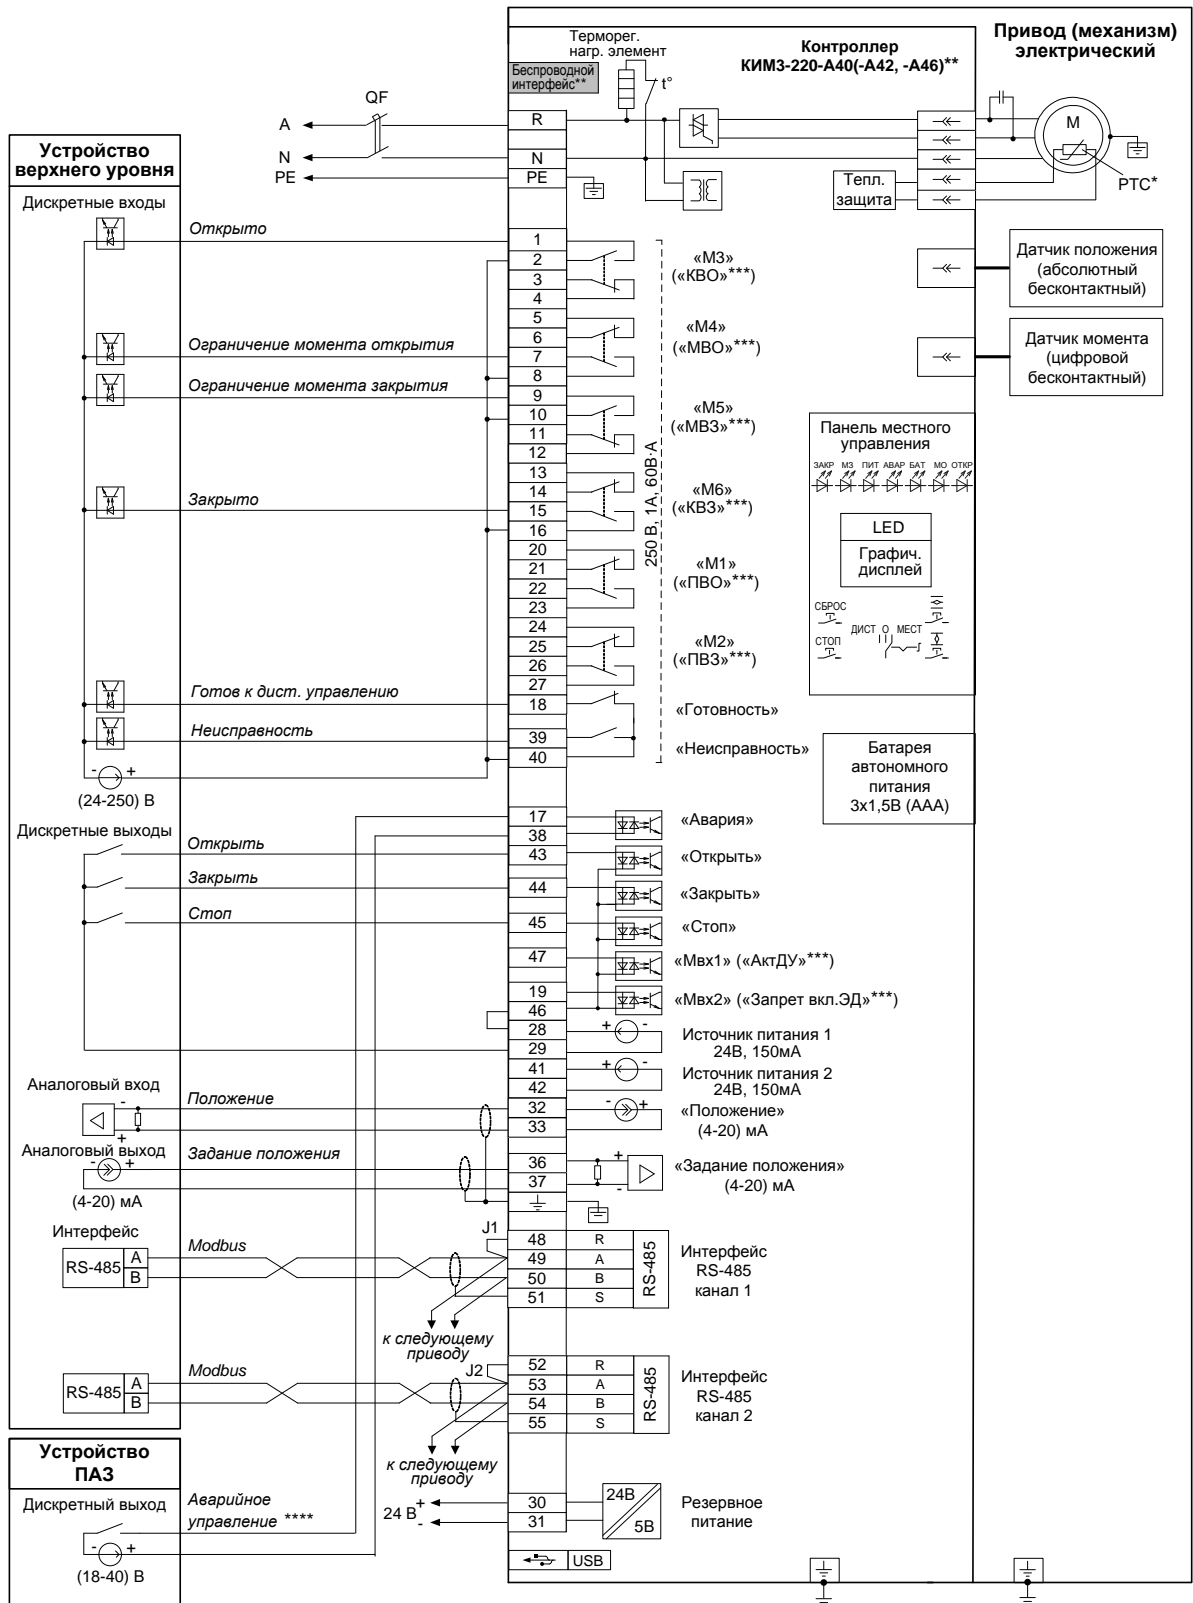 Привод (механизм)
электрический
Контроллер
КИМ3-220-А40(-А42, -А46)**
Терморег.
нагр. элемент
Беспроводной
интерфейс**
t°
QF
A
N
PE
R
N
PE
Тепл.
защита
M
PTC*
Устройство
верхнего уровня
Дискретные входы
Открыто
Ограничение момента открытия
Ограничение момента закрытия
Закрыто
Готов к дист. управлению
Неисправность
- +
(24-250) В
1
2
3
4
5
6
7
8
9
10
11
12
13
14
15
16
20
21
22
23
24
25
26
27
18
39
40
«М3»
(«КВО»***)
«М4»
(«МВО»***)
«М5»
(«МВЗ»***)
«М6»
(«КВЗ»***)
«М1»
(«ПВО»***)
«М2»
(«ПВЗ»***)
«Готовность»
«Неисправность»
250 В, 1А, 60В·А
Датчик положения
(абсолютный
бесконтактный)
Датчик момента
(цифровой
бесконтактный)
Панель местного
управления
ЗАКР МЗ ПИТ АВАР БАТ МО ОТКР
LED
Графич.
дисплей
СБРОС
СТОП
ДИСТ О МЕСТ
Батарея
автономного
питания
3х1,5В (ААА)
Дискретные выходы
Открыть
Закрыть
Стоп
17
38
43
44
45
47
19
46
28
29
41
42
32
33
36
37
«Авария»
«Открыть»
«Закрыть»
«Стоп»
«Мвх1» («АктДУ»***)
«Мвх2» («Запрет вкл.ЭД»***)
+ -
Источник питания 1
24В, 150мА
+ -
Источник питания 2
24В, 150мА
- +
«Положение»
(4-20) мА
+
-
«Задание положения»
(4-20) мА
Аналоговый вход
-
+
Положение
Аналоговый выход
- +
(4-20) мА
Задание положения
Интерфейс
RS-485
A
B
Modbus
J1
48 R
49 A
50 B
51 S
RS-485
Интерфейс
RS-485
канал 1
к следующему
приводу
RS-485
A
B
Modbus
J2
52 R
53 A
54 B
55 S
RS-485
Интерфейс
RS-485
канал 2
к следующему
приводу
Устройство
ПАЗ
Дискретный выход
Аварийное
управление ****
- +
(18-40) В
24 В
+
-
30
31
24В
5В
Резервное
питание
USB